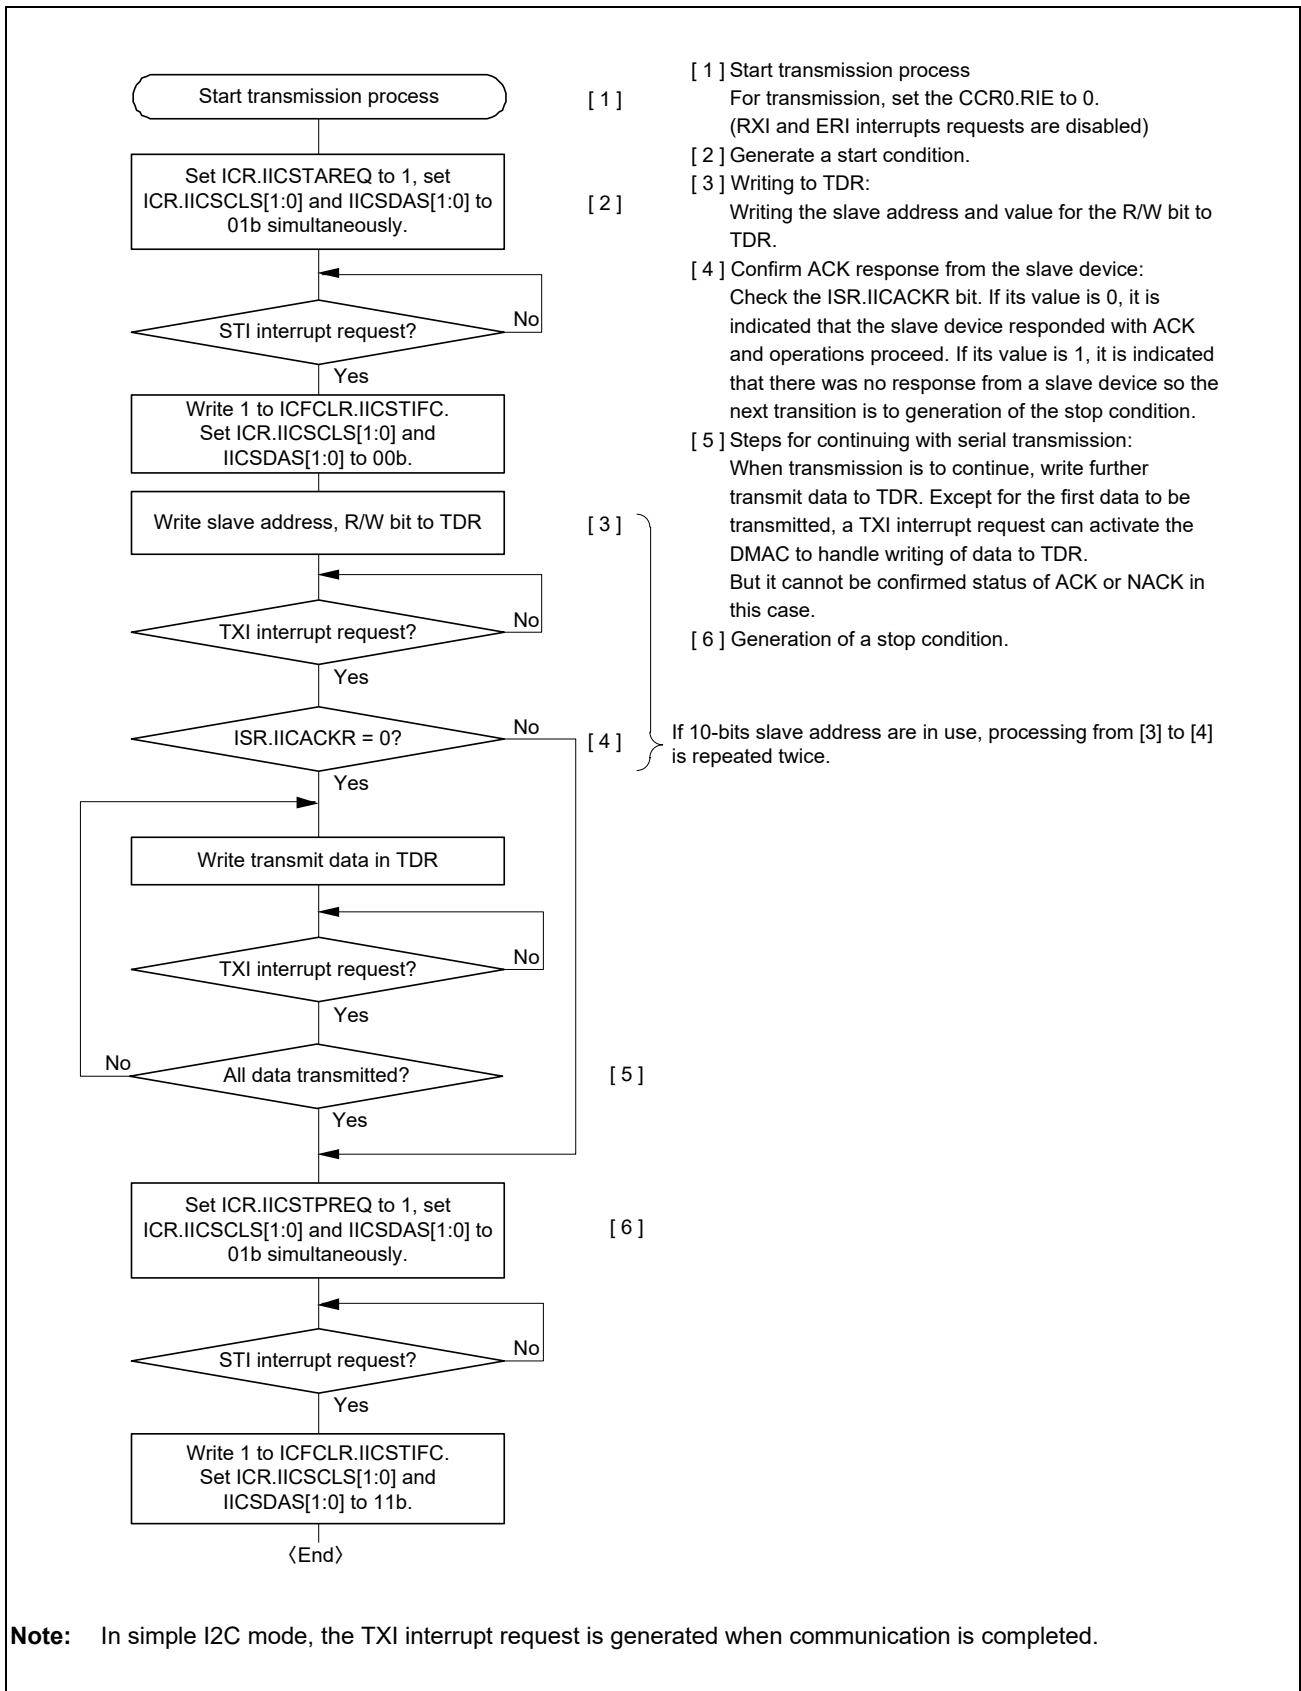 Start transmission process
[ 1 ]
Set ICR.IICSTAREQ to 1, set
ICR.IICSCLS[1:0] and IICSDAS[1:0] to
01b simultaneously.
[ 2 ]
STI interrupt request?
No
Yes
Write 1 to ICFCLR.IICSTIFC.
Set ICR.IICSCLS[1:0] and
IICSDAS[1:0] to 00b.
Write slave address, R/W bit to TDR
[ 3 ]
TXI interrupt request?
No
Yes
ISR.IICACKR = 0?
No
[ 4 ]
Yes
Write transmit data in TDR
TXI interrupt request?
No
Yes
No
All data transmitted?
[ 5 ]
Yes
Set ICR.IICSTPREQ to 1, set
ICR.IICSCLS[1:0] and IICSDAS[1:0] to
01b simultaneously.
[ 6 ]
STI interrupt request?
No
Yes
Write 1 to ICFCLR.IICSTIFC.
Set ICR.IICSCLS[1:0] and
IICSDAS[1:0] to 11b.
〈End〉
[ 1 ] Start transmission process
For transmission, set the CCR0.RIE to 0.
(RXI and ERI interrupts requests are disabled)
[ 2 ] Generate a start condition.
[ 3 ] Writing to TDR:
Writing the slave address and value for the R/W bit to
TDR.
[ 4 ] Confirm ACK response from the slave device:
Check the ISR.IICACKR bit. If its value is 0, it is
indicated that the slave device responded with ACK
and operations proceed. If its value is 1, it is indicated
that there was no response from a slave device so the
next transition is to generation of the stop condition.
[ 5 ] Steps for continuing with serial transmission:
When transmission is to continue, write further
transmit data to TDR. Except for the first data to be
transmitted, a TXI interrupt request can activate the
DMAC to handle writing of data to TDR.
But it cannot be confirmed status of ACK or NACK in
this case.
[ 6 ] Generation of a stop condition.
If 10-bits slave address are in use, processing from [3] to [4]
is repeated twice.
Note: In simple I2C mode, the TXI interrupt request is generated when communication is completed.